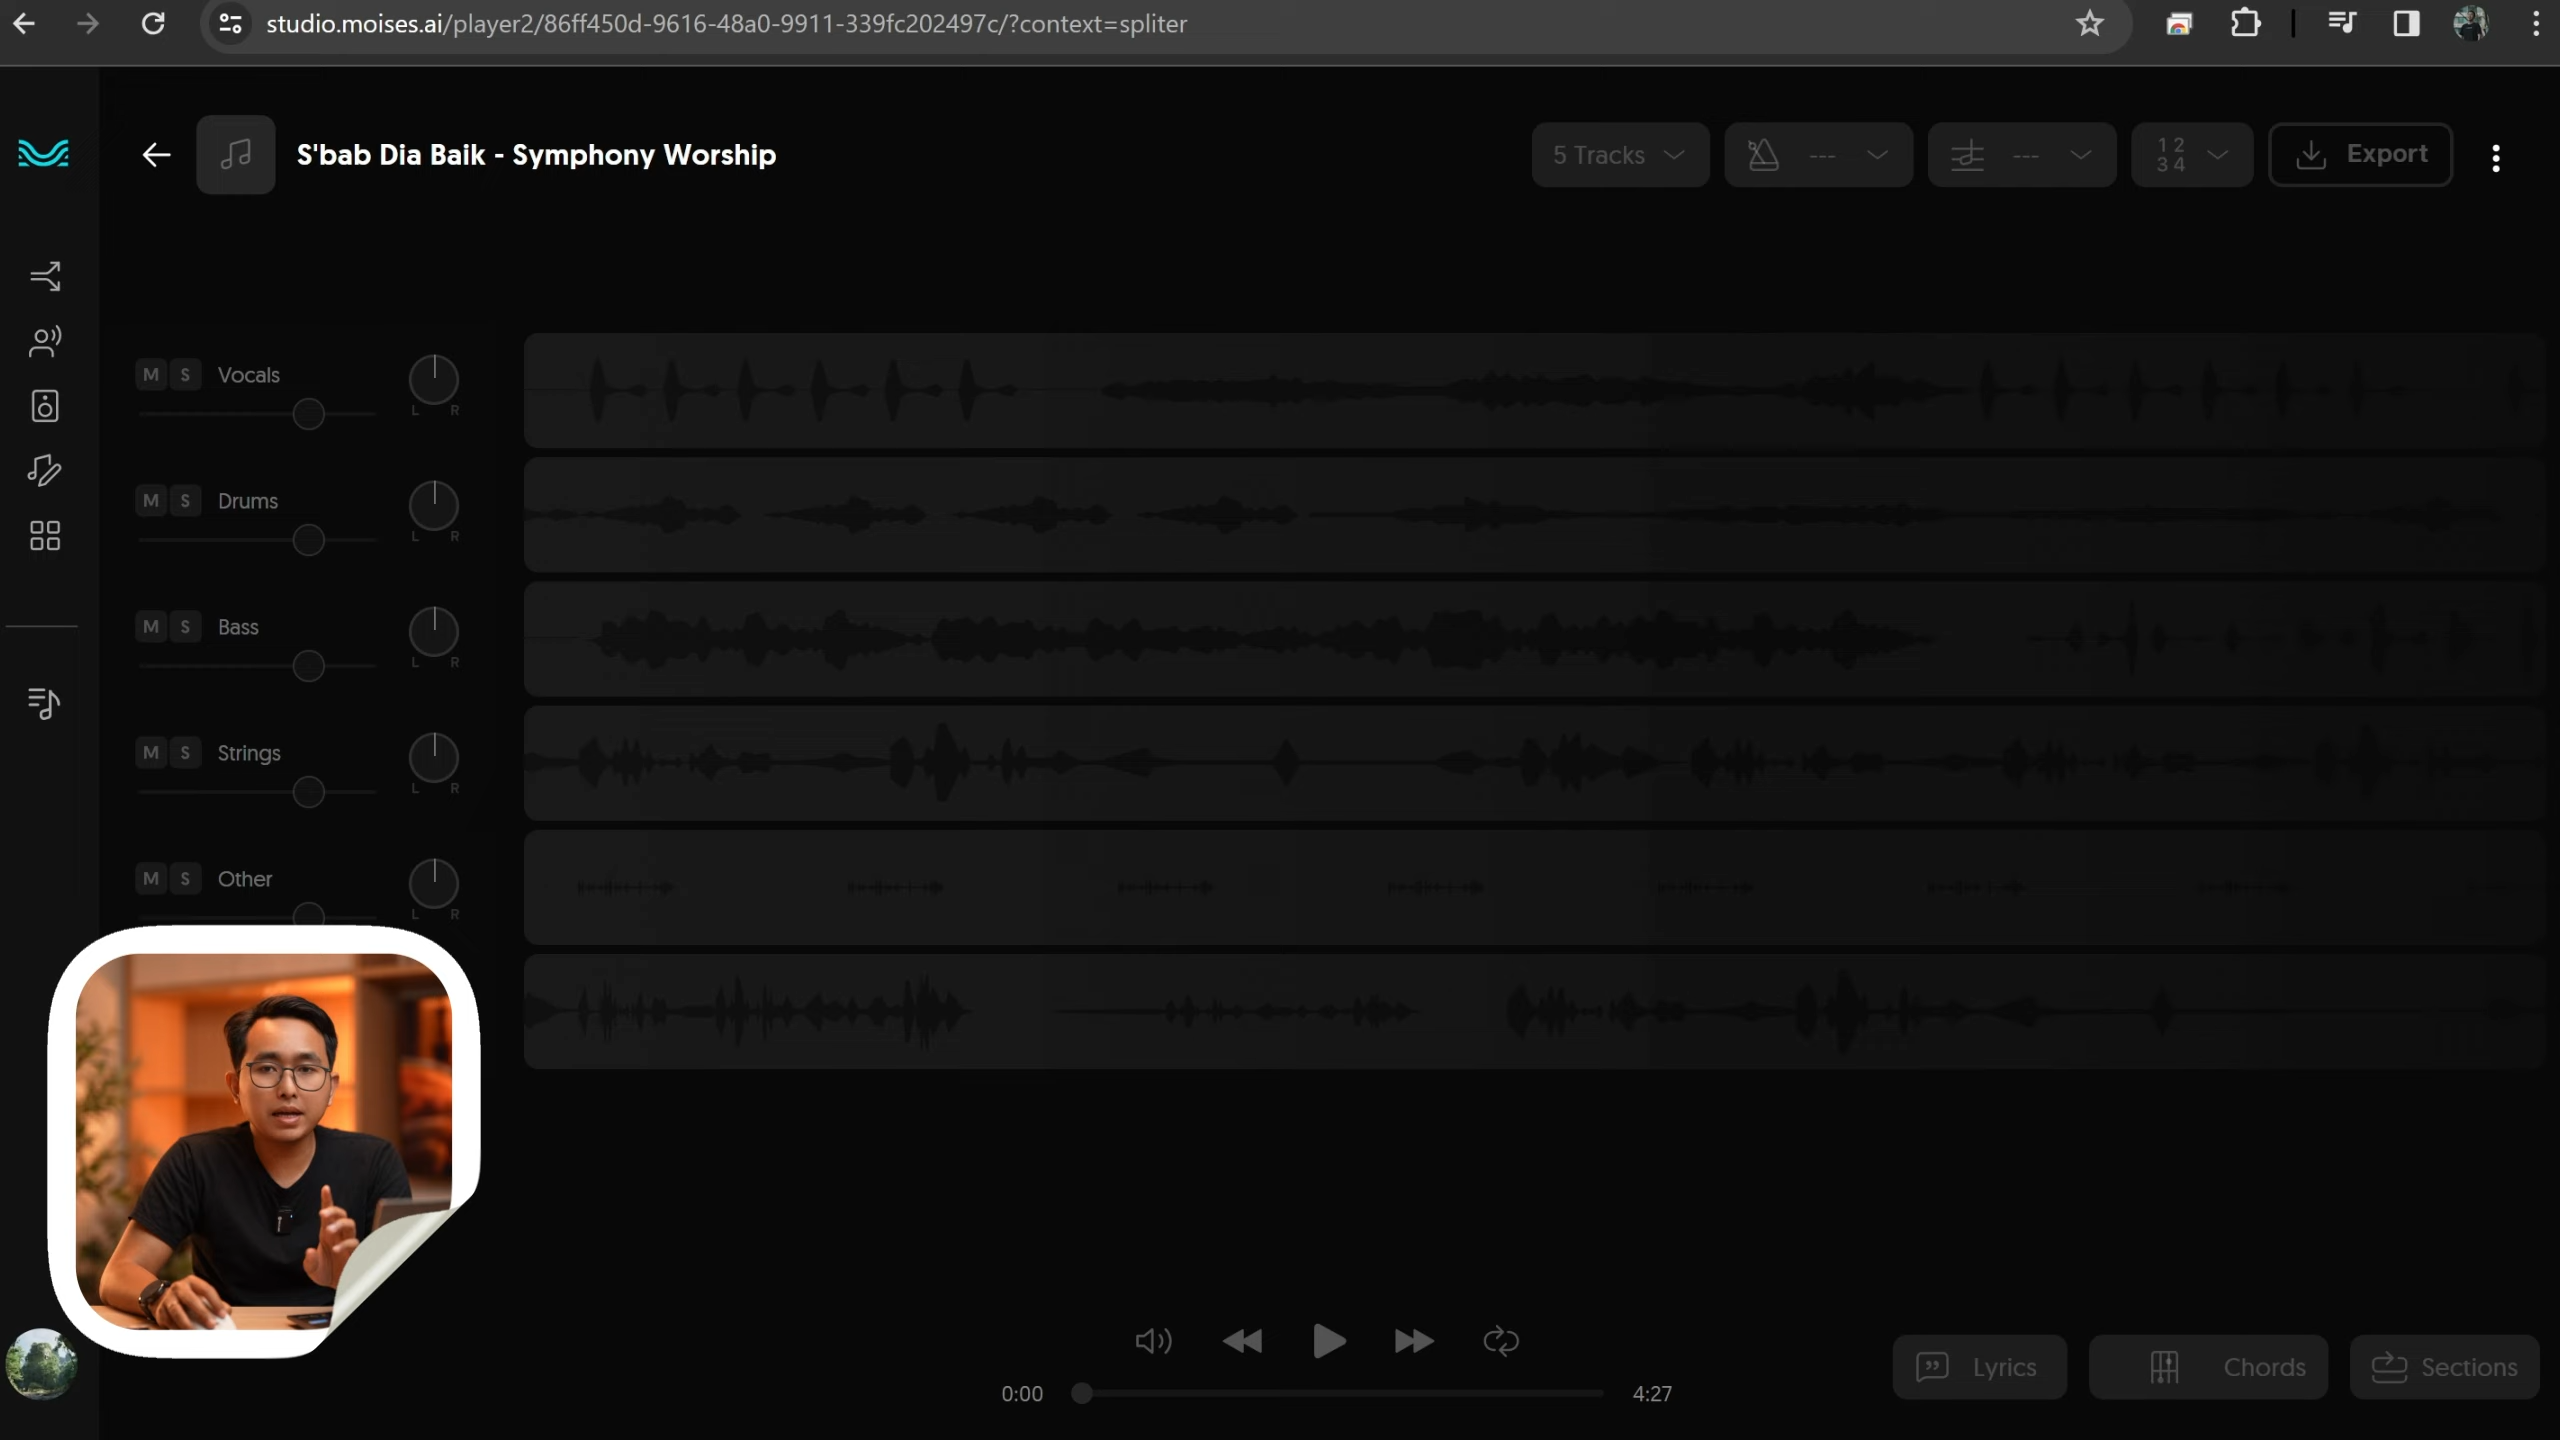 studio.moises.ai/player2/86ff450d-9616-48a0-9911-339fc202497c/?context=spliter
S'bab Dia Baik - Symphony Worship
5 Tracks
---
---
1 2
3 4
Export
M S Vocals
L R
M S Drums
L R
M S Bass
L R
M S Strings
L R
M S Other
L R
0:00
4:27
Lyrics
Chords
Sections